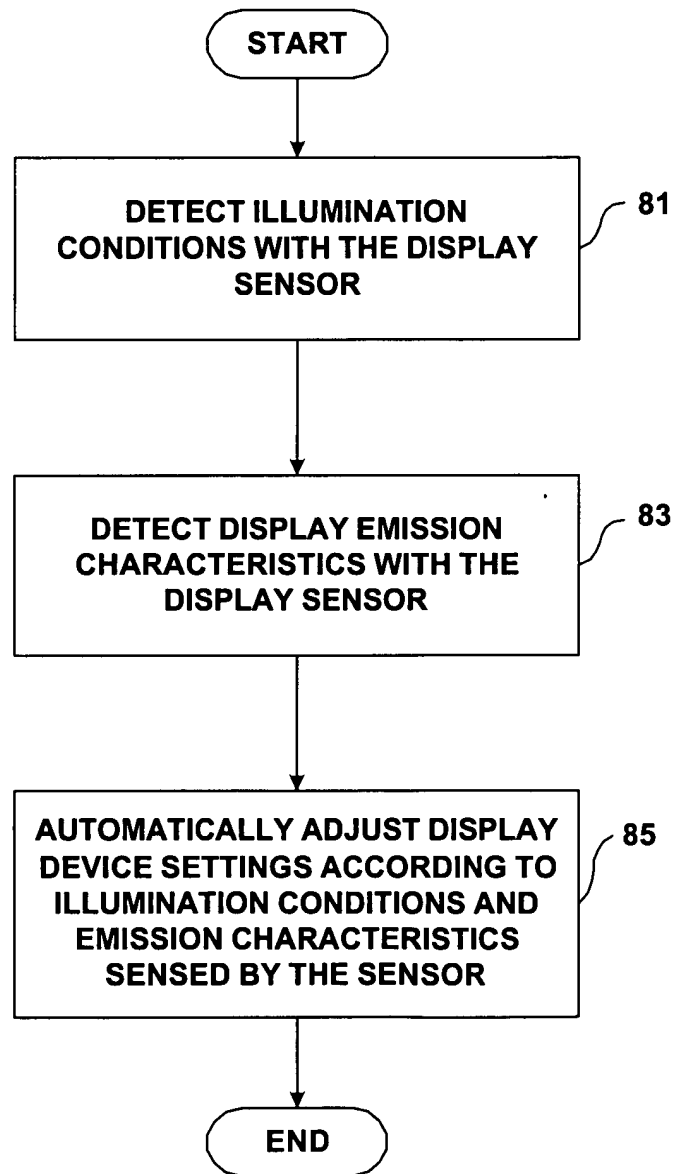 START
DETECT ILLUMINATION
CONDITIONS WITH THE DISPLAY
SENSOR
81
DETECT DISPLAY EMISSION
CHARACTERISTICS WITH THE
DISPLAY SENSOR
83
AUTOMATICALLY ADJUST DISPLAY
DEVICE SETTINGS ACCORDING TO
ILLUMINATION CONDITIONS AND
EMISSION CHARACTERISTICS
SENSED BY THE SENSOR
85
END